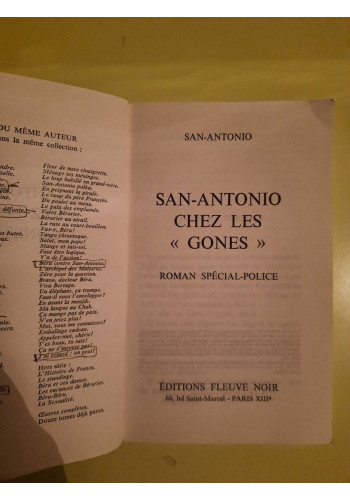 DU MÊME AUTEUR
dans la même collection :
Fleur de nave vinaigrette.
Ménage tes méninges.
Le loup habillé en grand-mère.
San-Antonio polka.
En peignant la girafe.
Le coup du père François.
Du poulet au menu.
Le gala des emplumés.
Votez Bérurier.
Bérurier au sérail.
La rate au court-bouillon.
Vas-y, Béru!
Tango chinetoque.
Salut, mon pope!
Mange et tais-toi.
Faut être logique.
Y'a de l'action!
Béru contre San-Antonio.
L'archipel des Malotrus.
Zéro pour la question.
Bravo, docteur Béru.
Viva Bertaga.
Un éléphant, ça trompe.
Faut-il vous l'envelopper?
En avant la moujik.
Ma langue au Chah.
Ça mange pas de pain.
N'en jetez plus!
Moi, vous me connaissez?
Emballage cadeau.
Appelez-moi, chérie!
T'es beau, tu sais!
Ça ne s'invente pas!
J'ai essayé : on peut!
Hors série :
L'Histoire de France.
Le standinge.
Béru et ces dames.
Les vacances de Bérurier.
Béru-Béru.
La Sexualité.
Œuvres complètes.
Douze tomes déjà parus.
SAN-ANTONIO
SAN-ANTONIO
CHEZ LES
« GONES »
ROMAN SPÉCIAL-POLICE
ÉDITIONS FLEUVE NOIR
69, bd Saint-Marcel - PARIS XIIIe